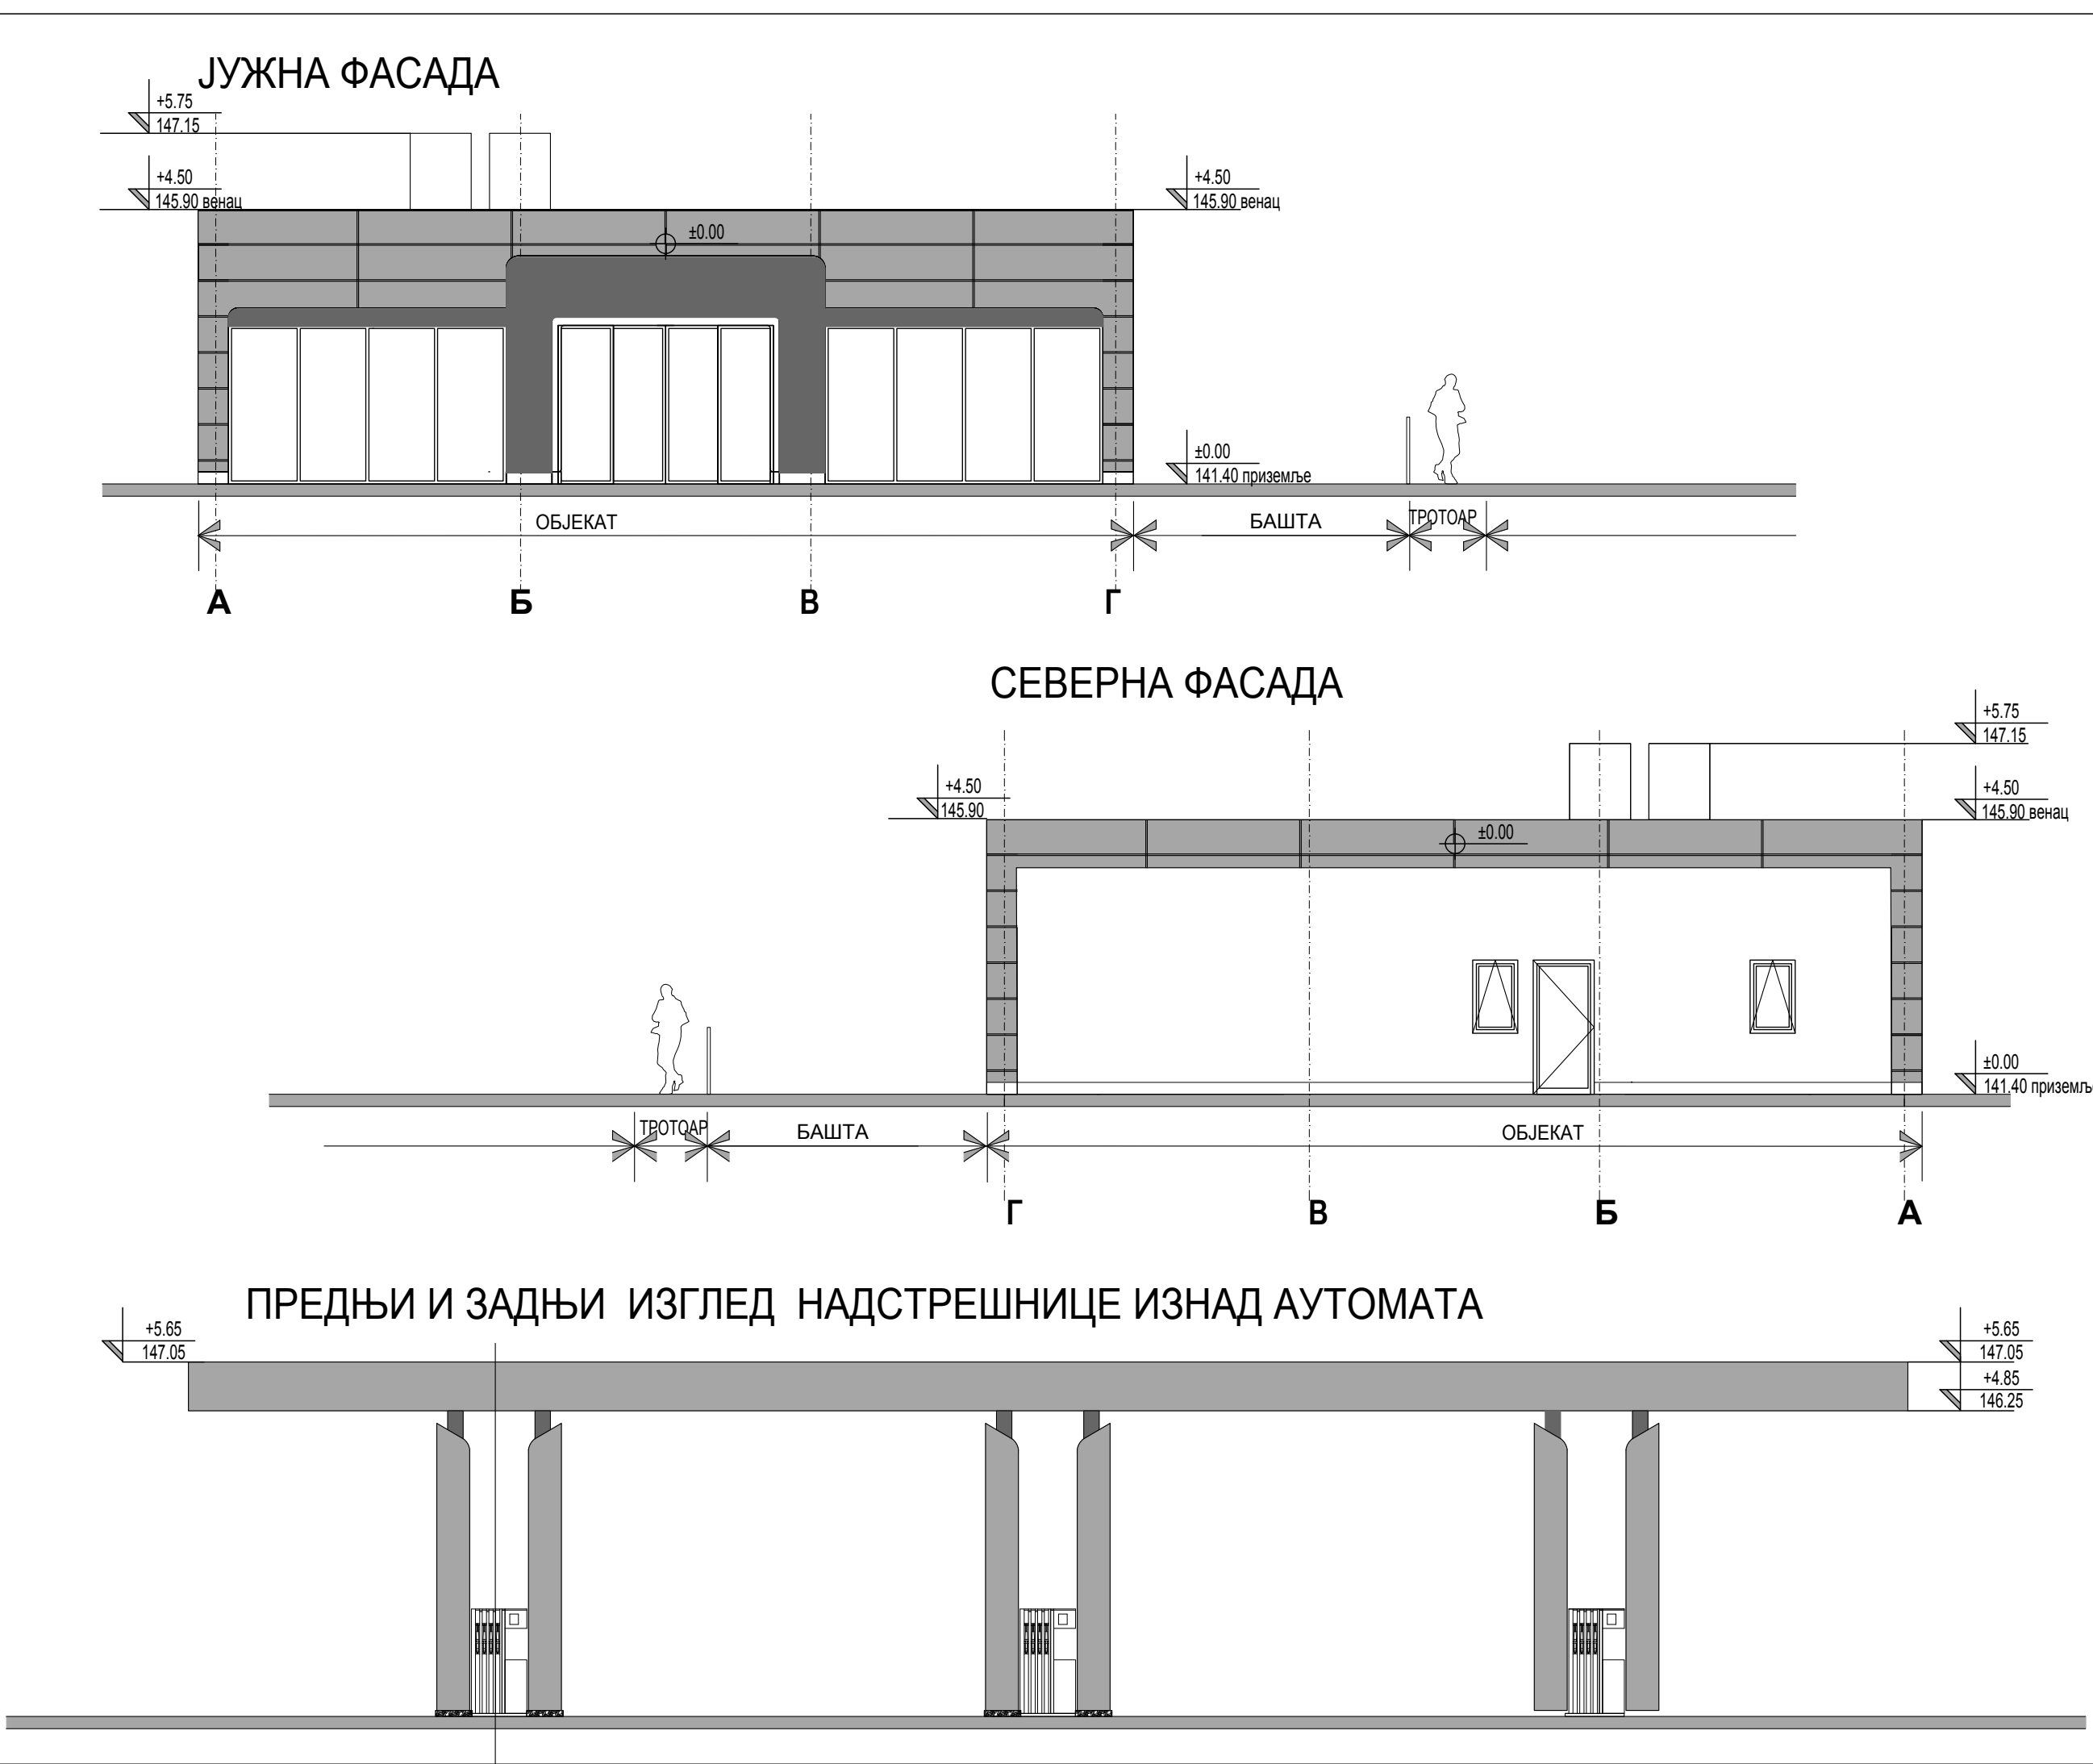 ЈУЖНА ФАСАДА
+5.75
147.15
+4.50
145.90 венац
+4.50
145.90 венац
±0.00
±0.00
141.40 приземље
ОБЈЕКАТ
БАШТА
ТРОТОАР
А
Б
В
Г
СЕВЕРНА ФАСАДА
+5.75
147.15
+4.50
145.90
+4.50
145.90 венац
±0.00
±0.00
141.40 приземље
ТРОТОАР
БАШТА
ОБЈЕКАТ
Г
В
Б
А
ПРЕДЊИ И ЗАДЊИ ИЗГЛЕД НАДСТРЕШНИЦЕ ИЗНАД АУТОМАТА
+5.65
147.05
+5.65
147.05
+4.85
146.25